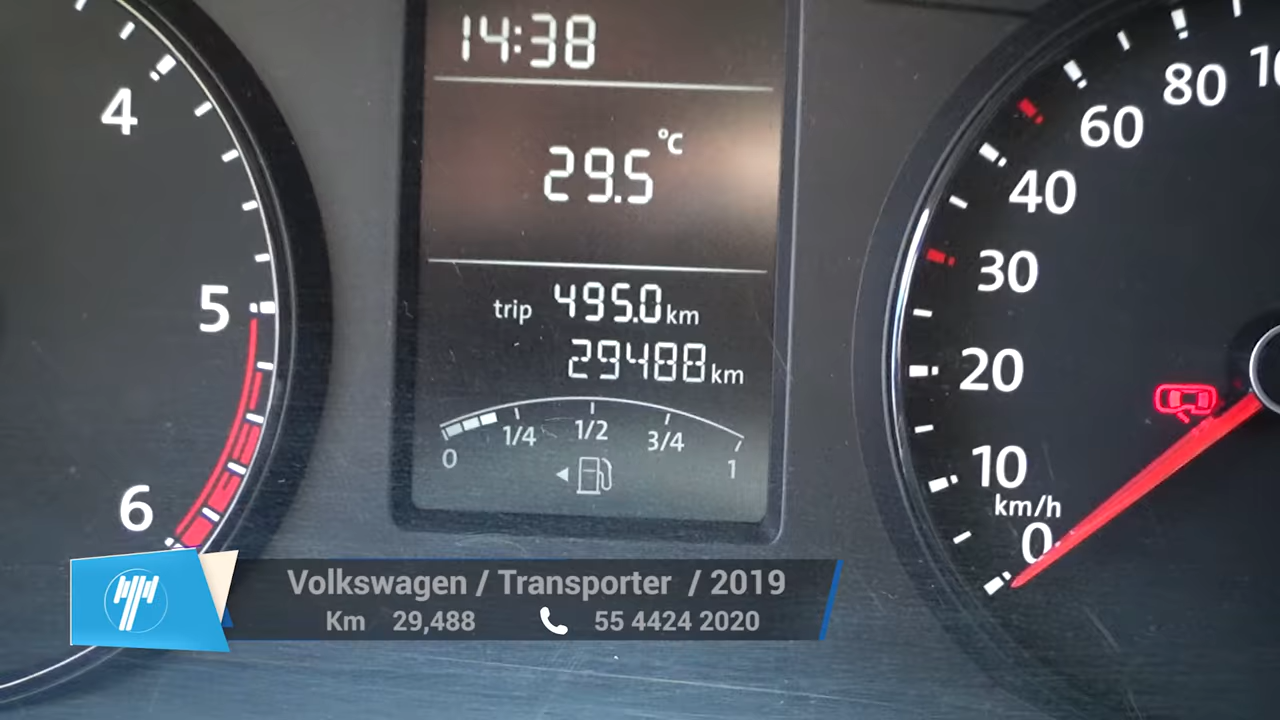 14:38
29.5 °C
trip 495.0 km
29488 km
0 1/4 1/2 3/4 1
4
5
6
0
10
20
30
40
60
80
km/h
Volkswagen / Transporter / 2019
Km 29,488 55 4424 2020